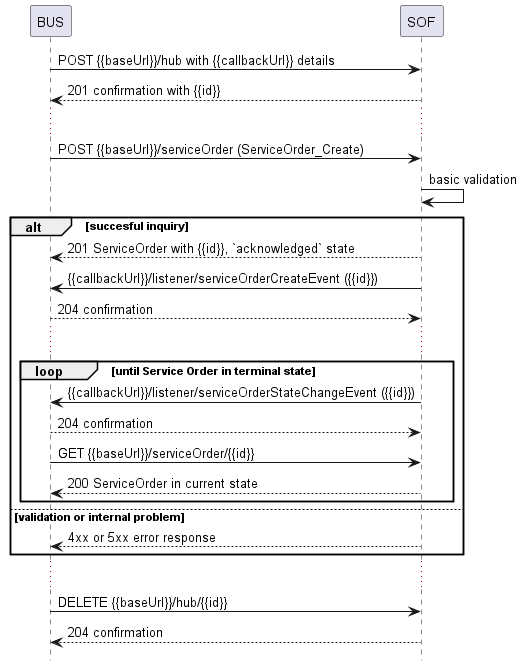 BUS SOF
POST {{baseUrl}}/hub with {{callbackUrl}} details
201 confirmation with {{id}}
POST {{baseUrl}}/serviceOrder (ServiceOrder_Create)
basic validation
alt [succesful inquiry]
201 ServiceOrder with {{id}}, `acknowledged` state
{{callbackUrl}}/listener/serviceOrderCreateEvent ({{id}})
204 confirmation
loop [until Service Order in terminal state]
{{callbackUrl}}/listener/serviceOrderStateChangeEvent ({{id}})
204 confirmation
GET {{baseUrl}}/serviceOrder/{{id}}
200 ServiceOrder in current state
[validation or internal problem]
4xx or 5xx error response
DELETE {{baseUrl}}/hub/{{id}}
204 confirmation